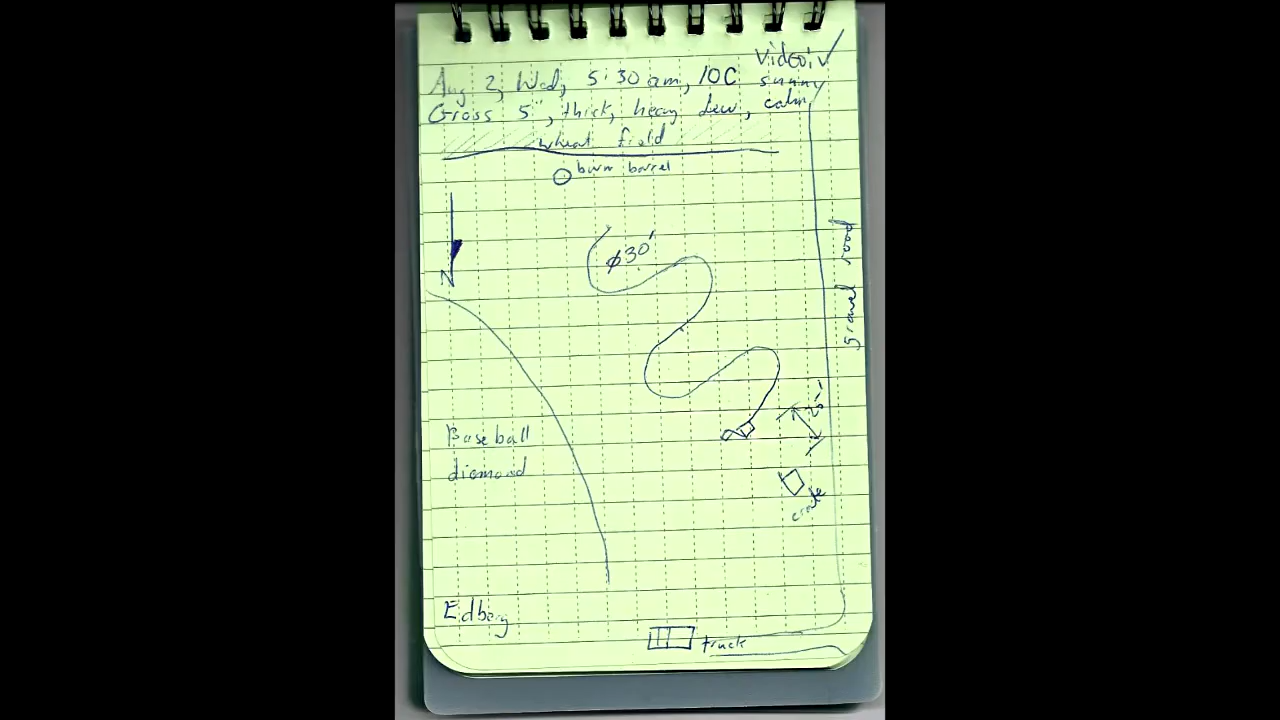 Video: ✓
Aug 2, Wed, 5:30 am, 10C sunny
Grass 5", thick, heavy dew, calm
wheat field
burn barrel
N
ø30'
gravel road
Baseball
diamond
crate
Edberg
truck